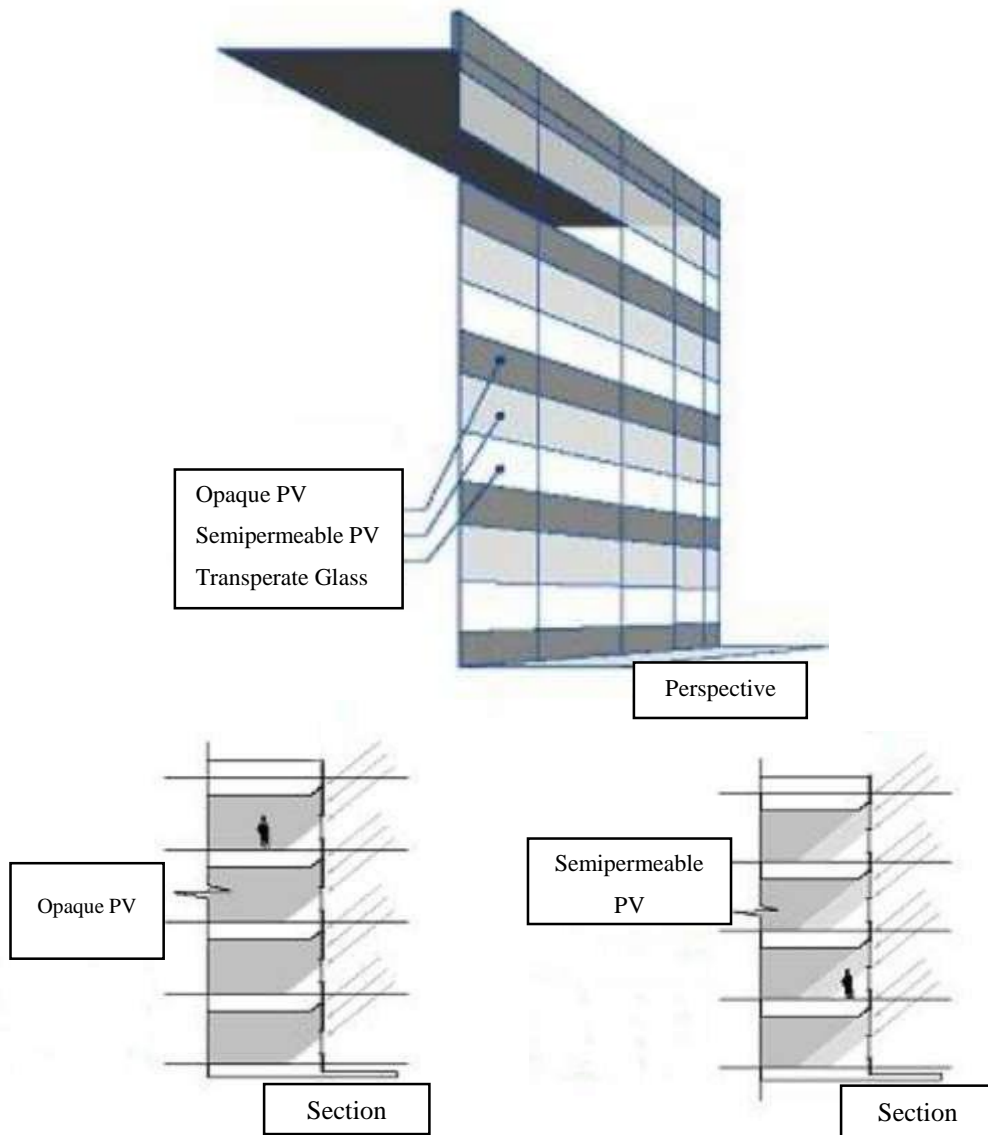 Opaque PV
Semipermeable PV
Transperate Glass
Perspective
Opaque PV
Semipermeable
PV
Section
Section